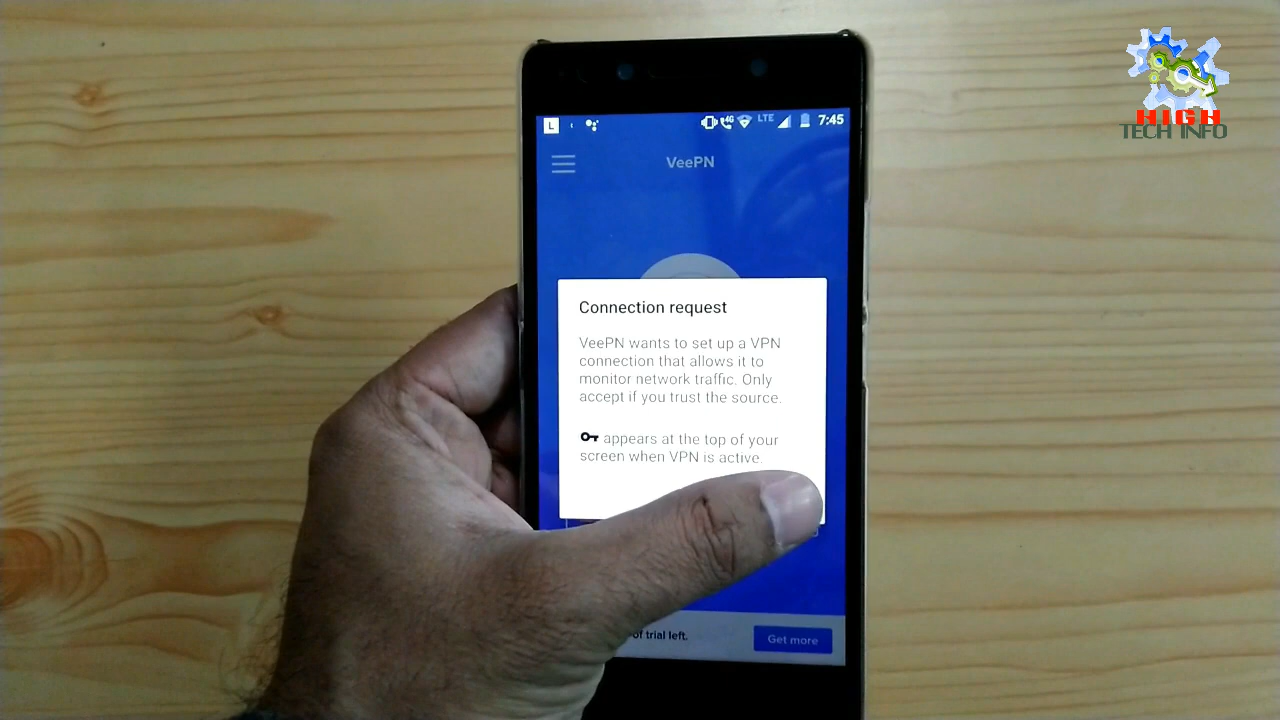 HIGH
TECH INFO
L
4G
LTE
7:45
VeePN
Connection request
VeePN wants to set up a VPN
connection that allows it to
monitor network traffic. Only
accept if you trust the source.
appears at the top of your
screen when VPN is active.
of trial left.
Get more